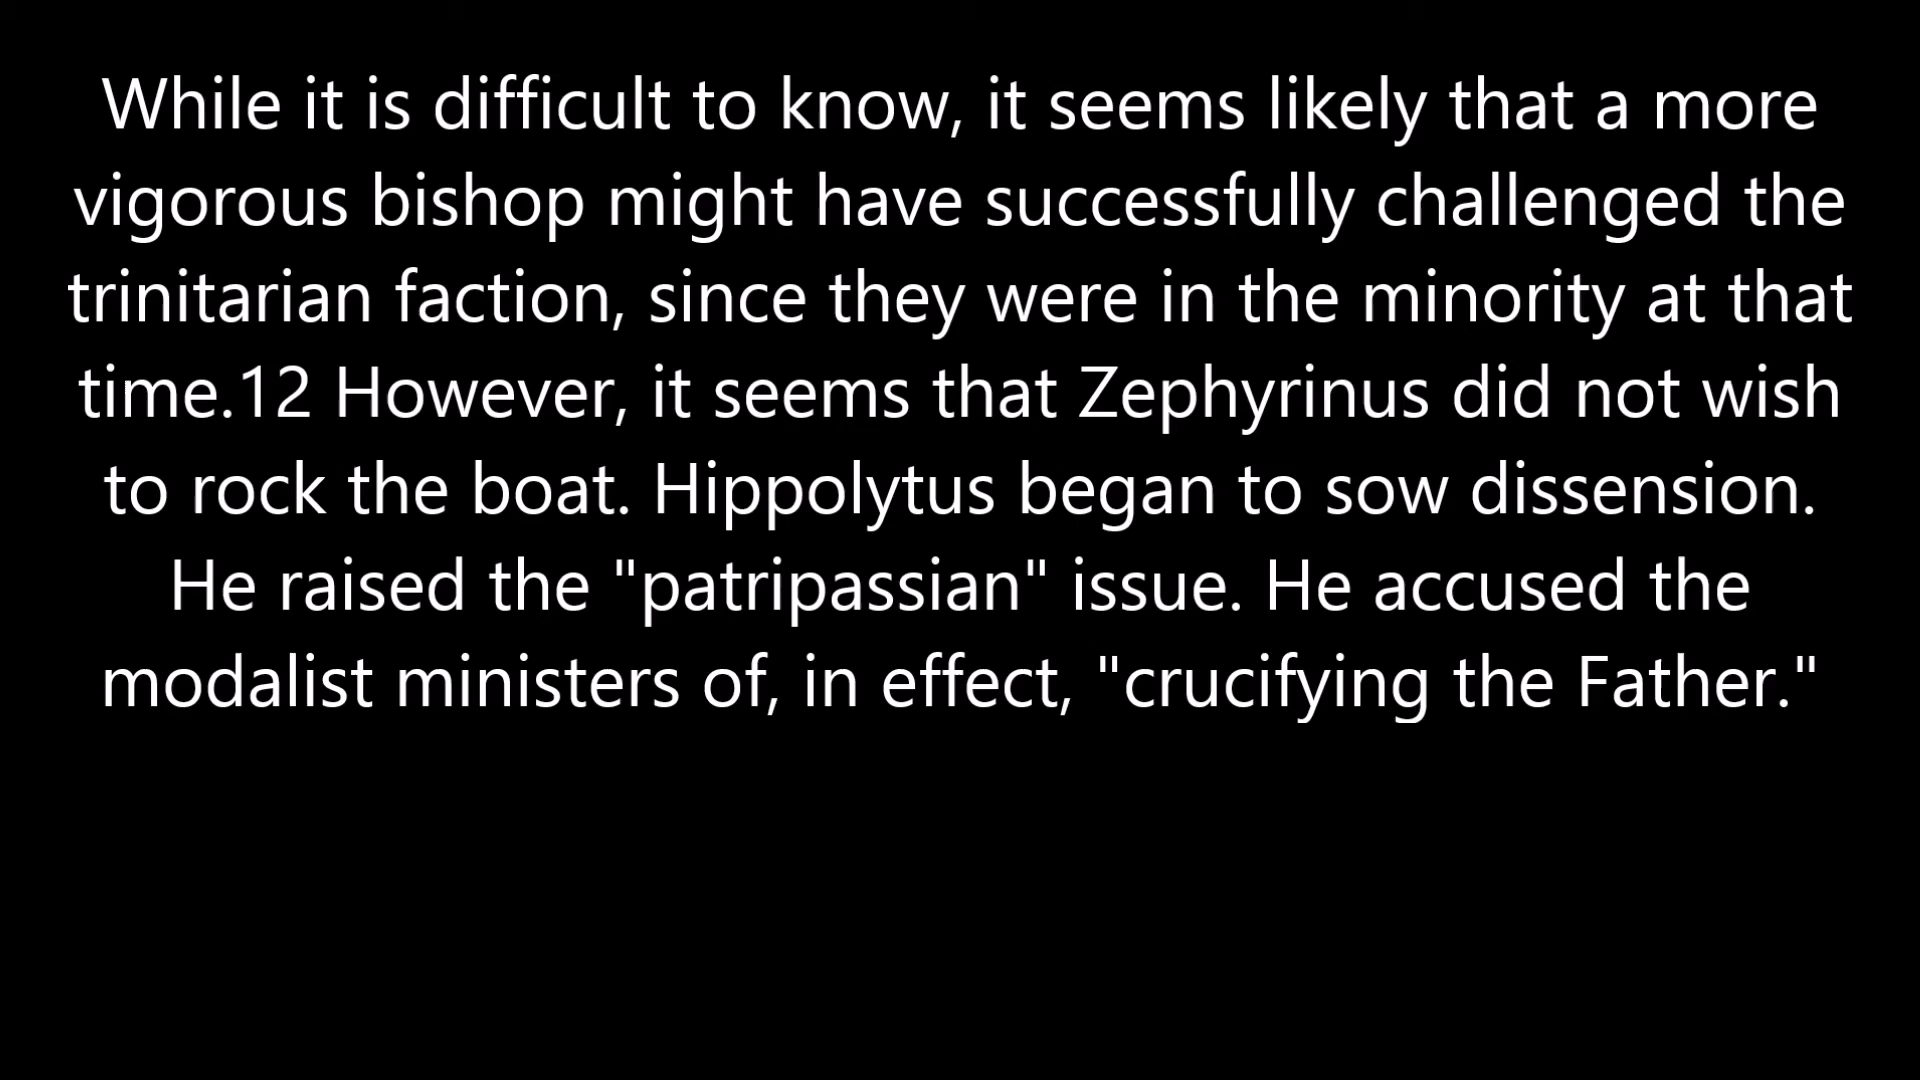 While it is difficult to know, it seems likely that a more
vigorous bishop might have successfully challenged the
trinitarian faction, since they were in the minority at that
time.12 However, it seems that Zephyrinus did not wish
to rock the boat. Hippolytus began to sow dissension.
He raised the "patripassian" issue. He accused the
modalist ministers of, in effect, "crucifying the Father."